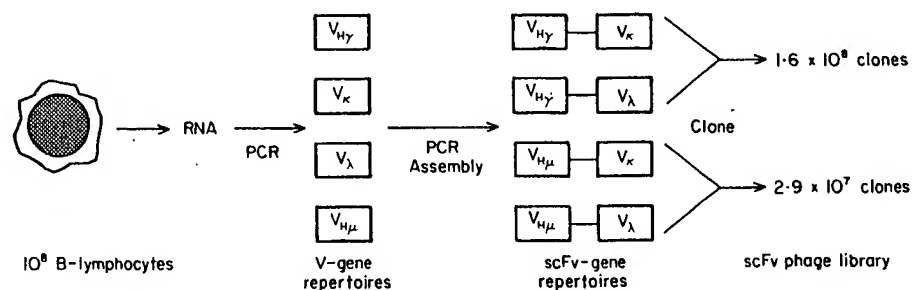 V_Hγ
V_κ
V_λ
V_Hμ
RNA
PCR
PCR
Assembly
V_Hγ V_κ
V_Hγ V_λ
V_Hμ V_κ
V_Hμ V_λ
Clone
1·6 x 10⁸ clones
2·9 x 10⁷ clones
10⁸ B-lymphocytes
V-gene
repertoires
scFv-gene
repertoires
scFv phage library